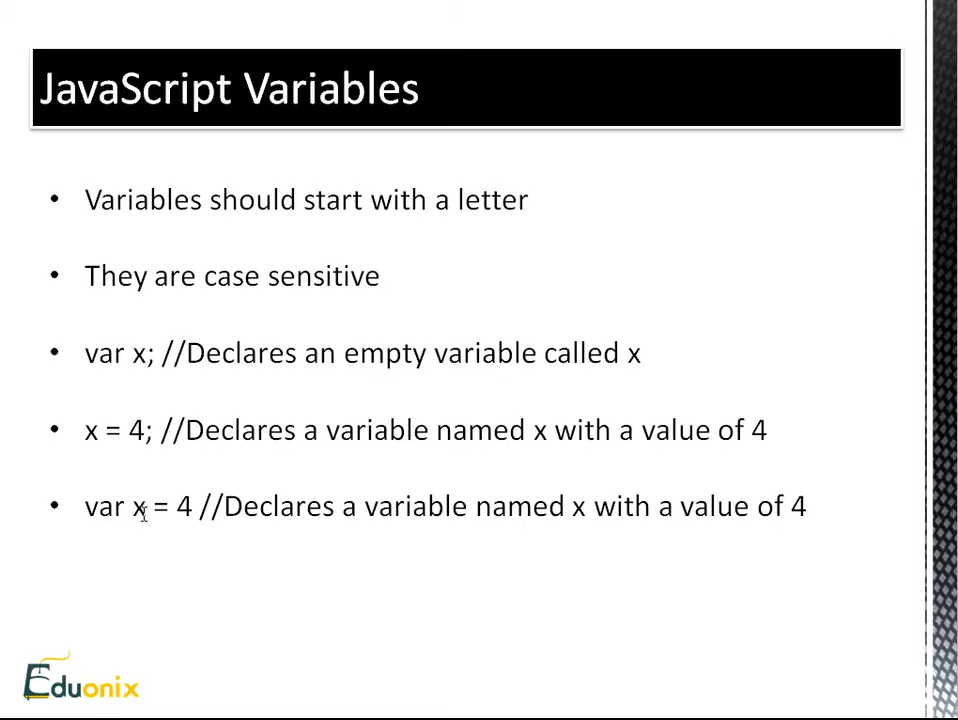 JavaScript Variables
• Variables should start with a letter
• They are case sensitive
• var x; //Declares an empty variable called x
• x = 4; //Declares a variable named x with a value of 4
• var x = 4 //Declares a variable named x with a value of 4
Eduonix